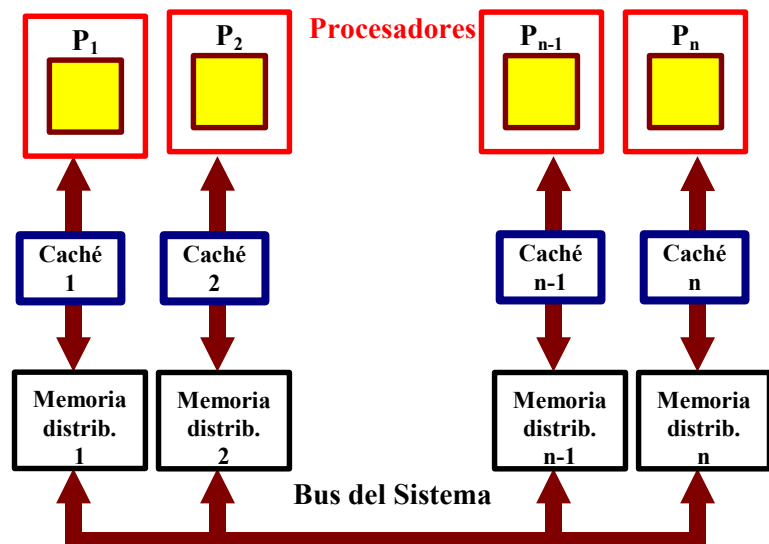 P1
P2
Procesadores
Pn-1
Pn
Caché
1
Caché
2
Caché
n-1
Caché
n
Memoria
distrib.
1
Memoria
distrib.
2
Memoria
distrib.
n-1
Memoria
distrib.
n
Bus del Sistema